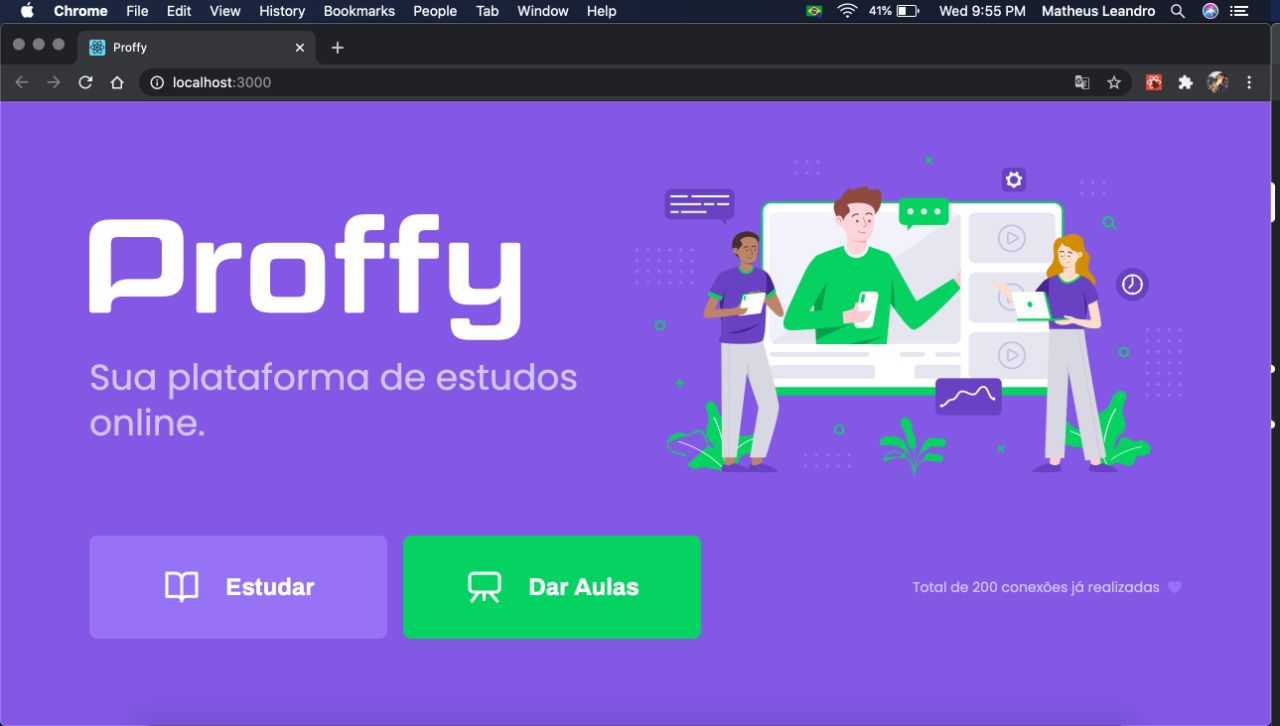 Chrome File Edit View History Bookmarks People Tab Window Help 41% Wed 9:55 PM Matheus Leandro
Proffy
localhost:3000
Proffy
Sua plataforma de estudos
online.
Estudar
Dar Aulas
Total de 200 conexões já realizadas